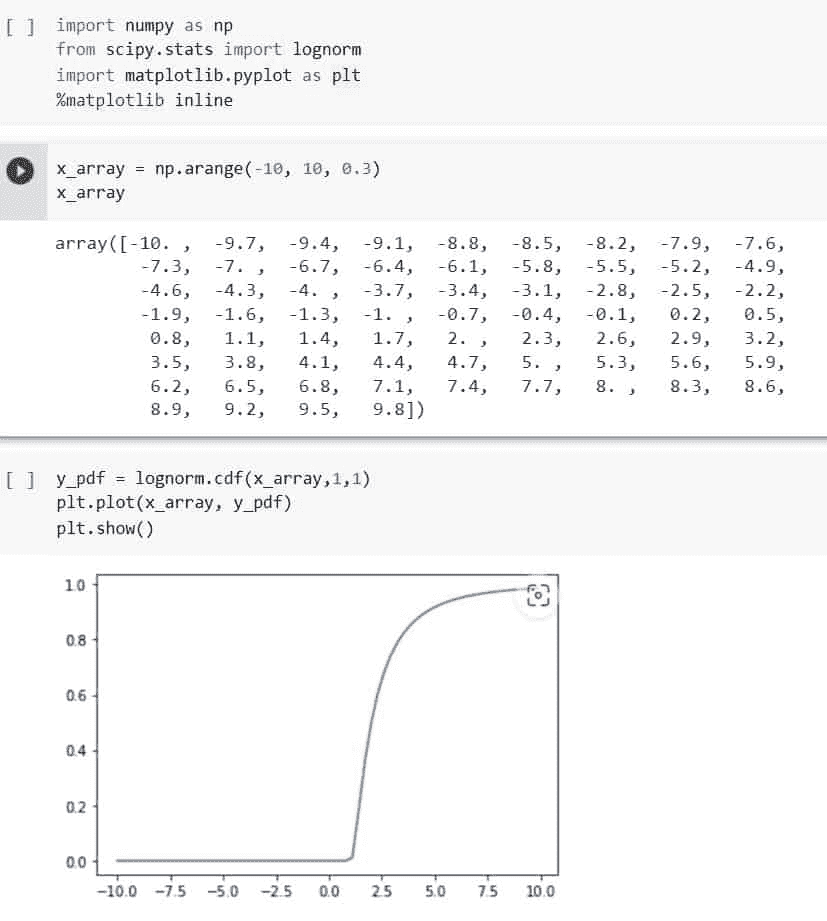 [ ] import numpy as np
from scipy.stats import lognorm
import matplotlib.pyplot as plt
%matplotlib inline
x_array = np.arange(-10, 10, 0.3)
x_array
array([-10. , -9.7, -9.4, -9.1, -8.8, -8.5, -8.2, -7.9, -7.6,
-7.3, -7. , -6.7, -6.4, -6.1, -5.8, -5.5, -5.2, -4.9,
-4.6, -4.3, -4. , -3.7, -3.4, -3.1, -2.8, -2.5, -2.2,
-1.9, -1.6, -1.3, -1. , -0.7, -0.4, -0.1, 0.2, 0.5,
0.8, 1.1, 1.4, 1.7, 2. , 2.3, 2.6, 2.9, 3.2,
3.5, 3.8, 4.1, 4.4, 4.7, 5. , 5.3, 5.6, 5.9,
6.2, 6.5, 6.8, 7.1, 7.4, 7.7, 8. , 8.3, 8.6,
8.9, 9.2, 9.5, 9.8])
[ ] y_pdf = lognorm.cdf(x_array,1,1)
plt.plot(x_array, y_pdf)
plt.show()
1.0
0.8
0.6
0.4
0.2
0.0
-10.0 -7.5 -5.0 -2.5 0.0 2.5 5.0 7.5 10.0